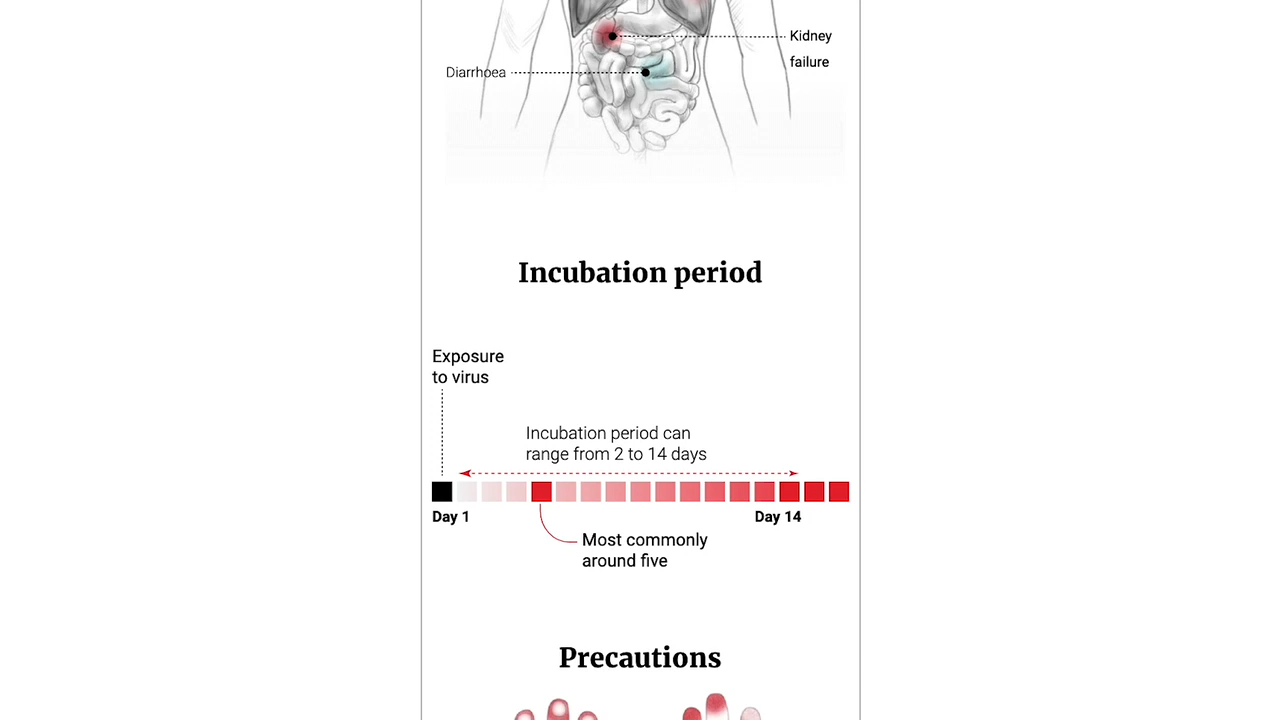 Kidney
failure
Diarrhoea
Incubation period
Exposure
to virus
Incubation period can
range from 2 to 14 days
Day 1
Day 14
Most commonly
around five
Precautions